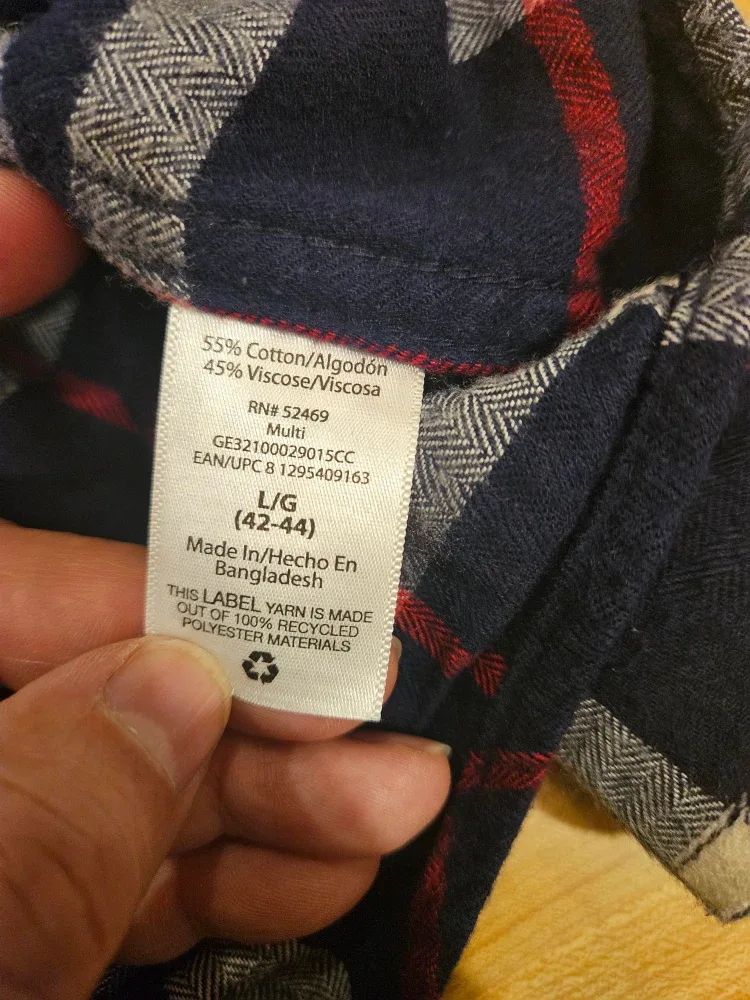 55% Cotton/Algodón
45% Viscose/Viscosa
RN# 52469
Multi
GE32100029015CC
EAN/UPC 8 1295409163
L/G
(42-44)
Made In/Hecho En
Bangladesh
THIS LABEL YARN IS MADE
OUT OF 100% RECYCLED
POLYESTER MATERIALS